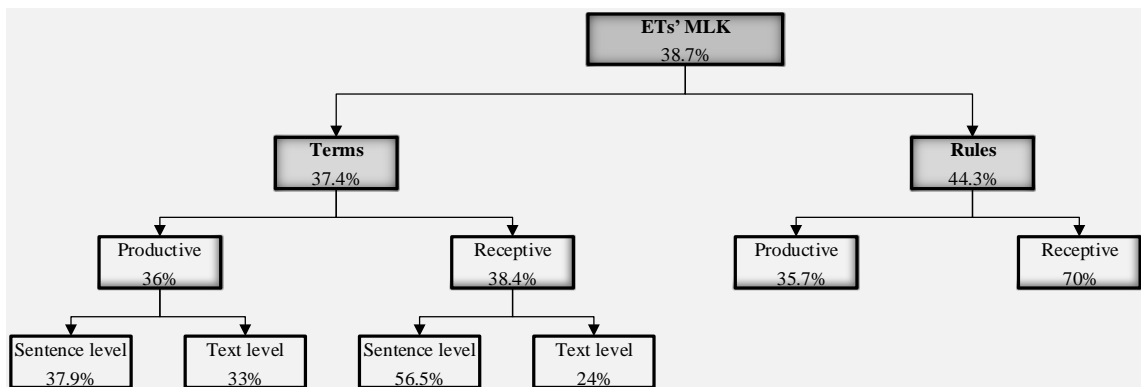 ETs’ MLK
38.7%
Terms
37.4%
Rules
44.3%
Productive
36%
Receptive
38.4%
Productive
35.7%
Receptive
70%
Sentence level
37.9%
Text level
33%
Sentence level
56.5%
Text level
24%